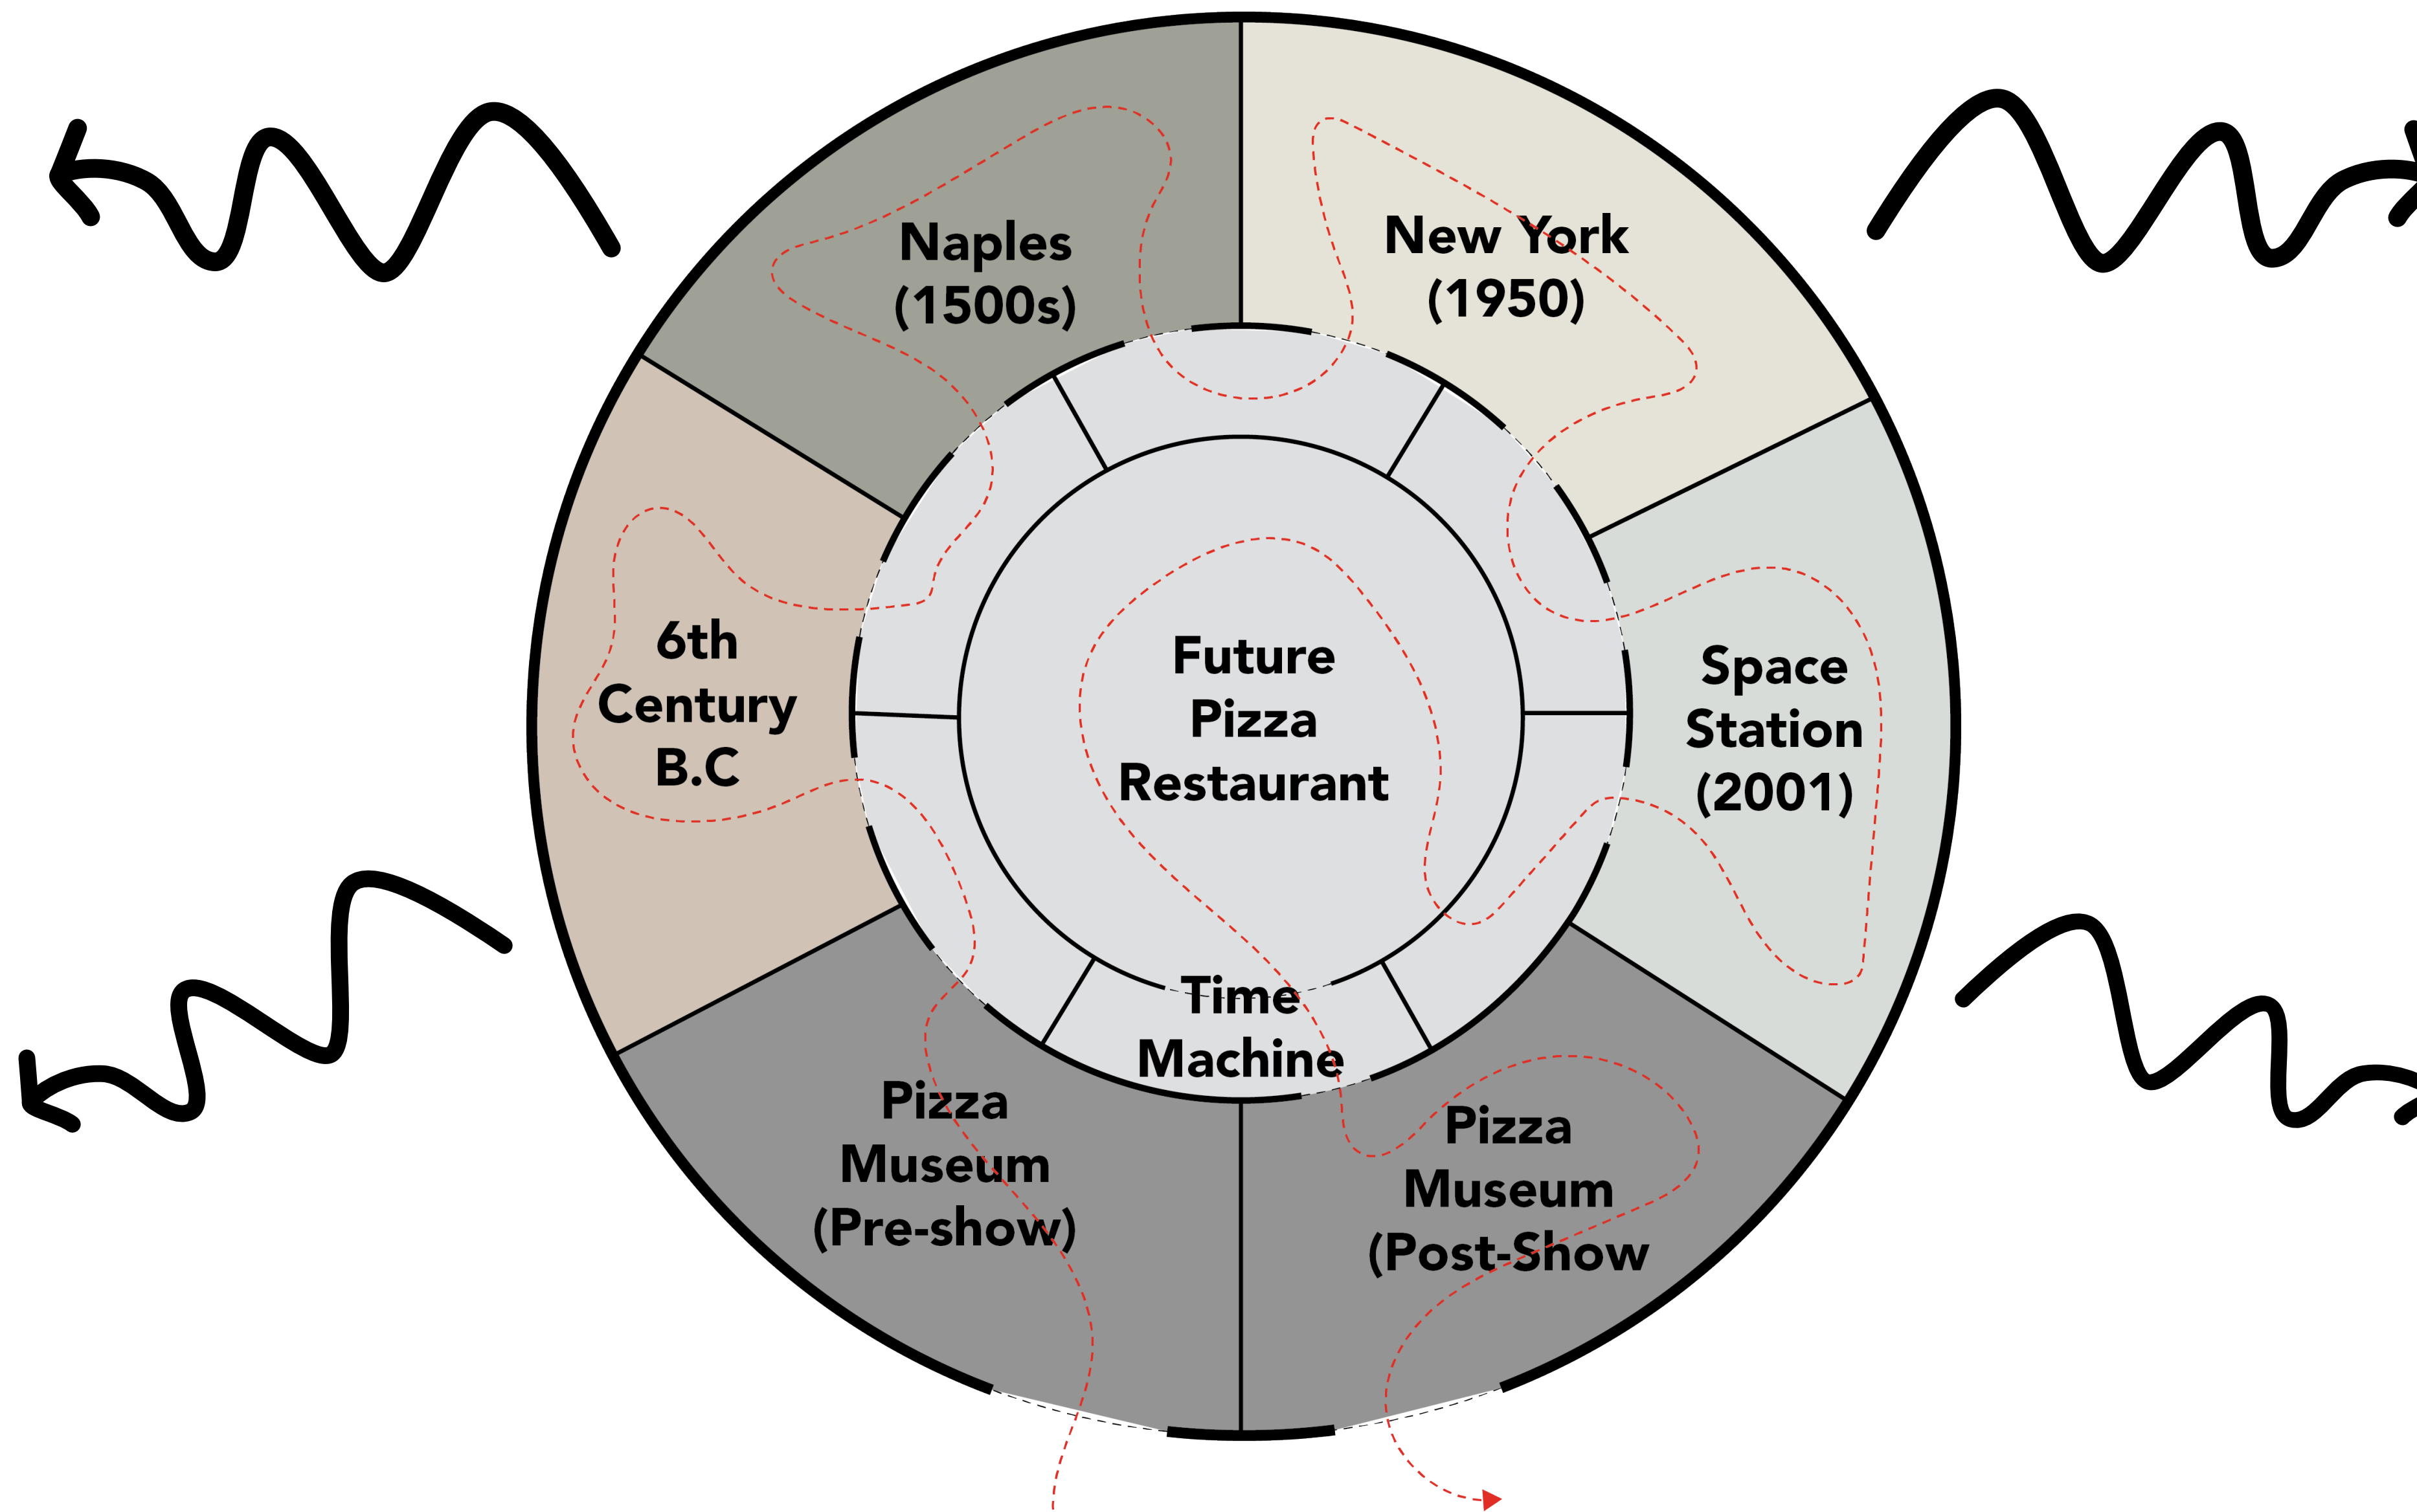 Naples
(1500s)
New York
(1950)
6th
Century
B.C
Future
Pizza
Restaurant
Space
Station
(2001)
Time
Machine
Pizza
Museum
(Pre-show)
Pizza
Museum
(Post-Show